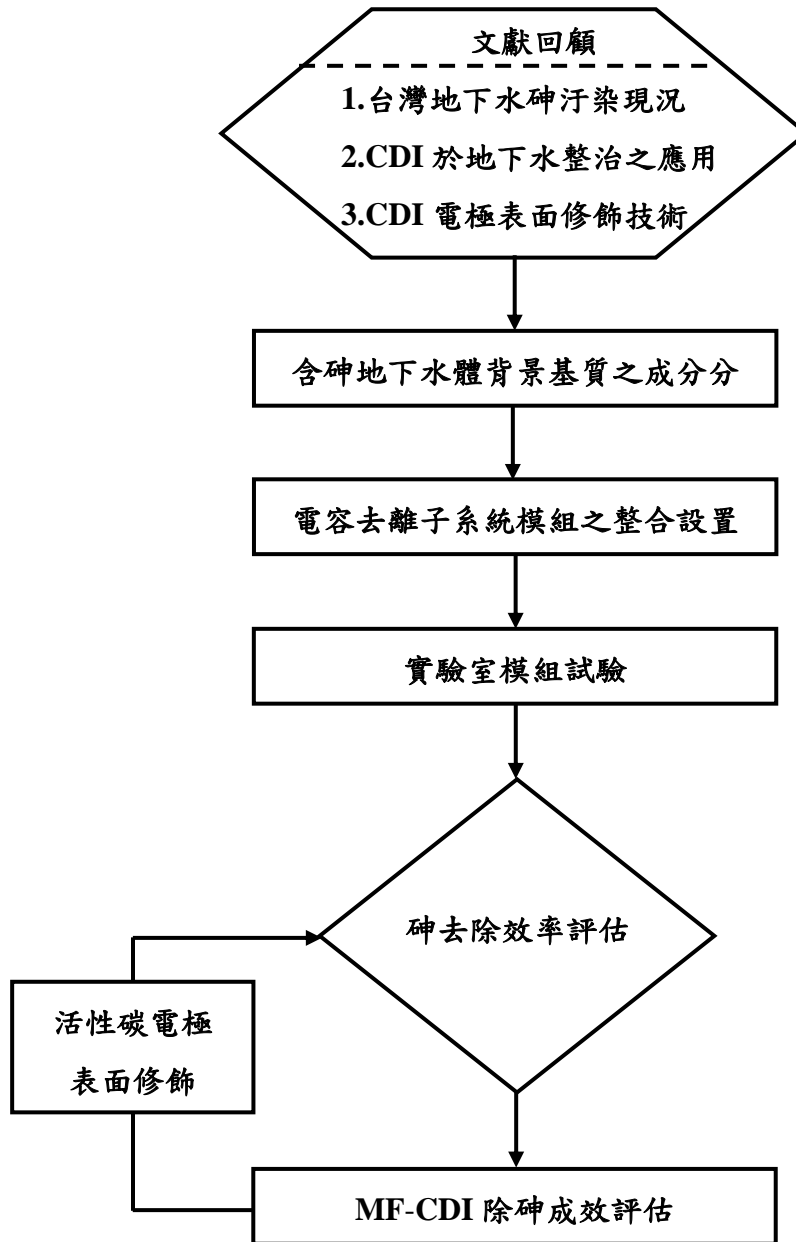 文獻回顧
1.台灣地下水砷汙染現況
2.CDI 於地下水整治之應用
3.CDI 電極表面修飾技術
含砷地下水體背景基質之成分分
電容去離子系統模組之整合設置
實驗室模組試驗
砷去除效率評估
活性碳電極
表面修飾
MF-CDI 除砷成效評估